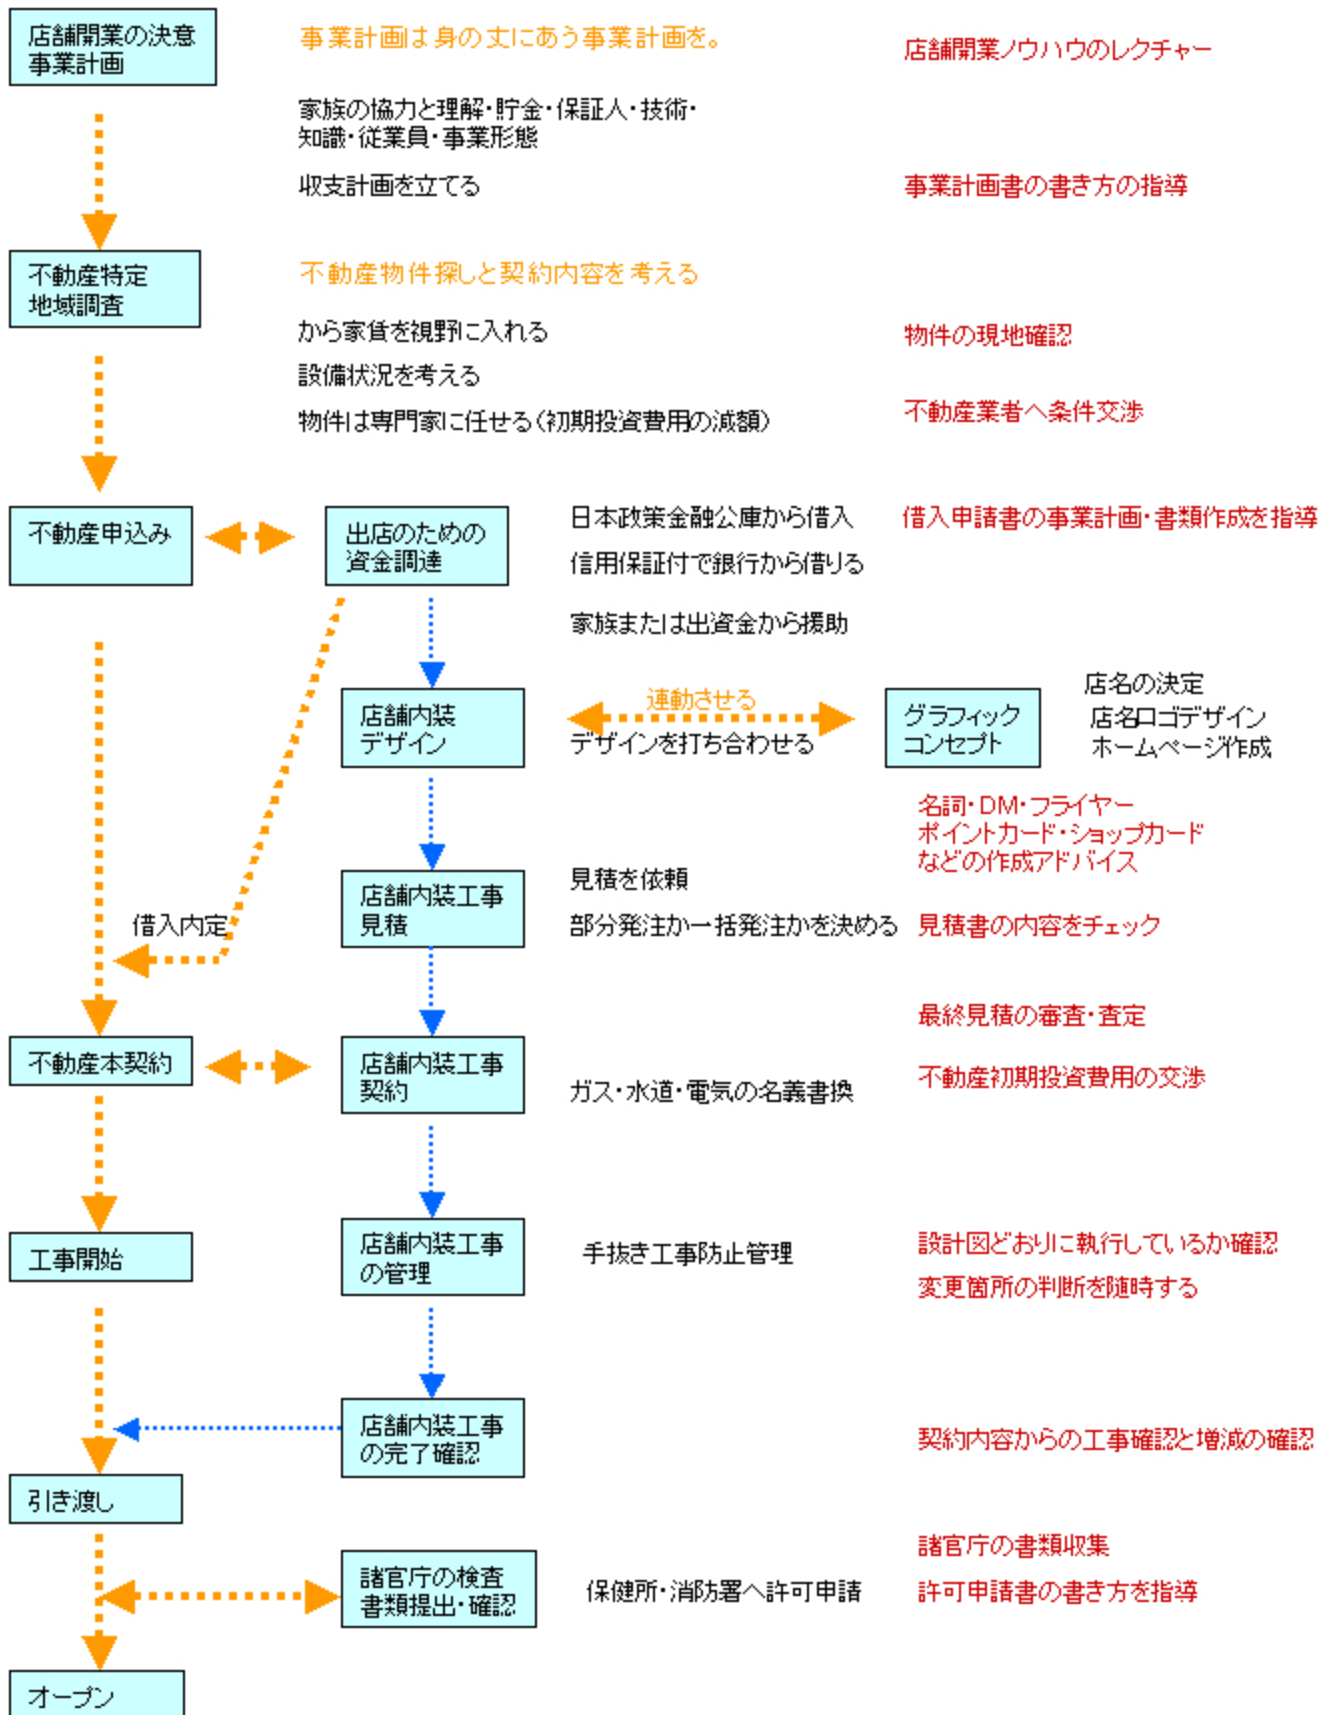 店舗開業の決意
事業計画
事業計画は身の丈にあう事業計画を。
店舗開業ノウハウのレクチャー
家族の協力と理解・貯金・保証人・技術・
知識・従業員・事業形態
収支計画を立てる
事業計画書の書き方の指導
不動産特定
地域調査
不動産物件探しと契約内容を考える
から家賃を視野に入れる
物件の現地確認
設備状況を考える
物件は専門家に任せる(初期投資費用の減額)
不動産業者へ条件交渉
不動産申込み
出店のための
資金調達
日本政策金融公庫から借入
借入申請書の事業計画・書類作成を指導
信用保証付で銀行から借りる
家族または出資金から援助
店舗内装
デザイン
連動させる
デザインを打ち合わせる
グラフィック
コンセプト
店名の決定
店名ロゴデザイン
ホームページ作成
名詞・DM・フライヤー
ポイントカード・ショップカード
などの作成アドバイス
店舗内装工事
見積
見積を依頼
部分発注か一括発注かを決める
見積書の内容をチェック
借入内定
最終見積の審査・査定
不動産本契約
店舗内装工事
契約
ガス・水道・電気の名義書換
不動産初期投資費用の交渉
工事開始
店舗内装工事
の管理
手抜き工事防止管理
設計図どおりに執行しているか確認
変更箇所の判断を随時する
店舗内装工事
の完了確認
契約内容からの工事確認と増減の確認
引き渡し
諸官庁の検査
書類提出・確認
保健所・消防署へ許可申請
諸官庁の書類収集
許可申請書の書き方を指導
オープン